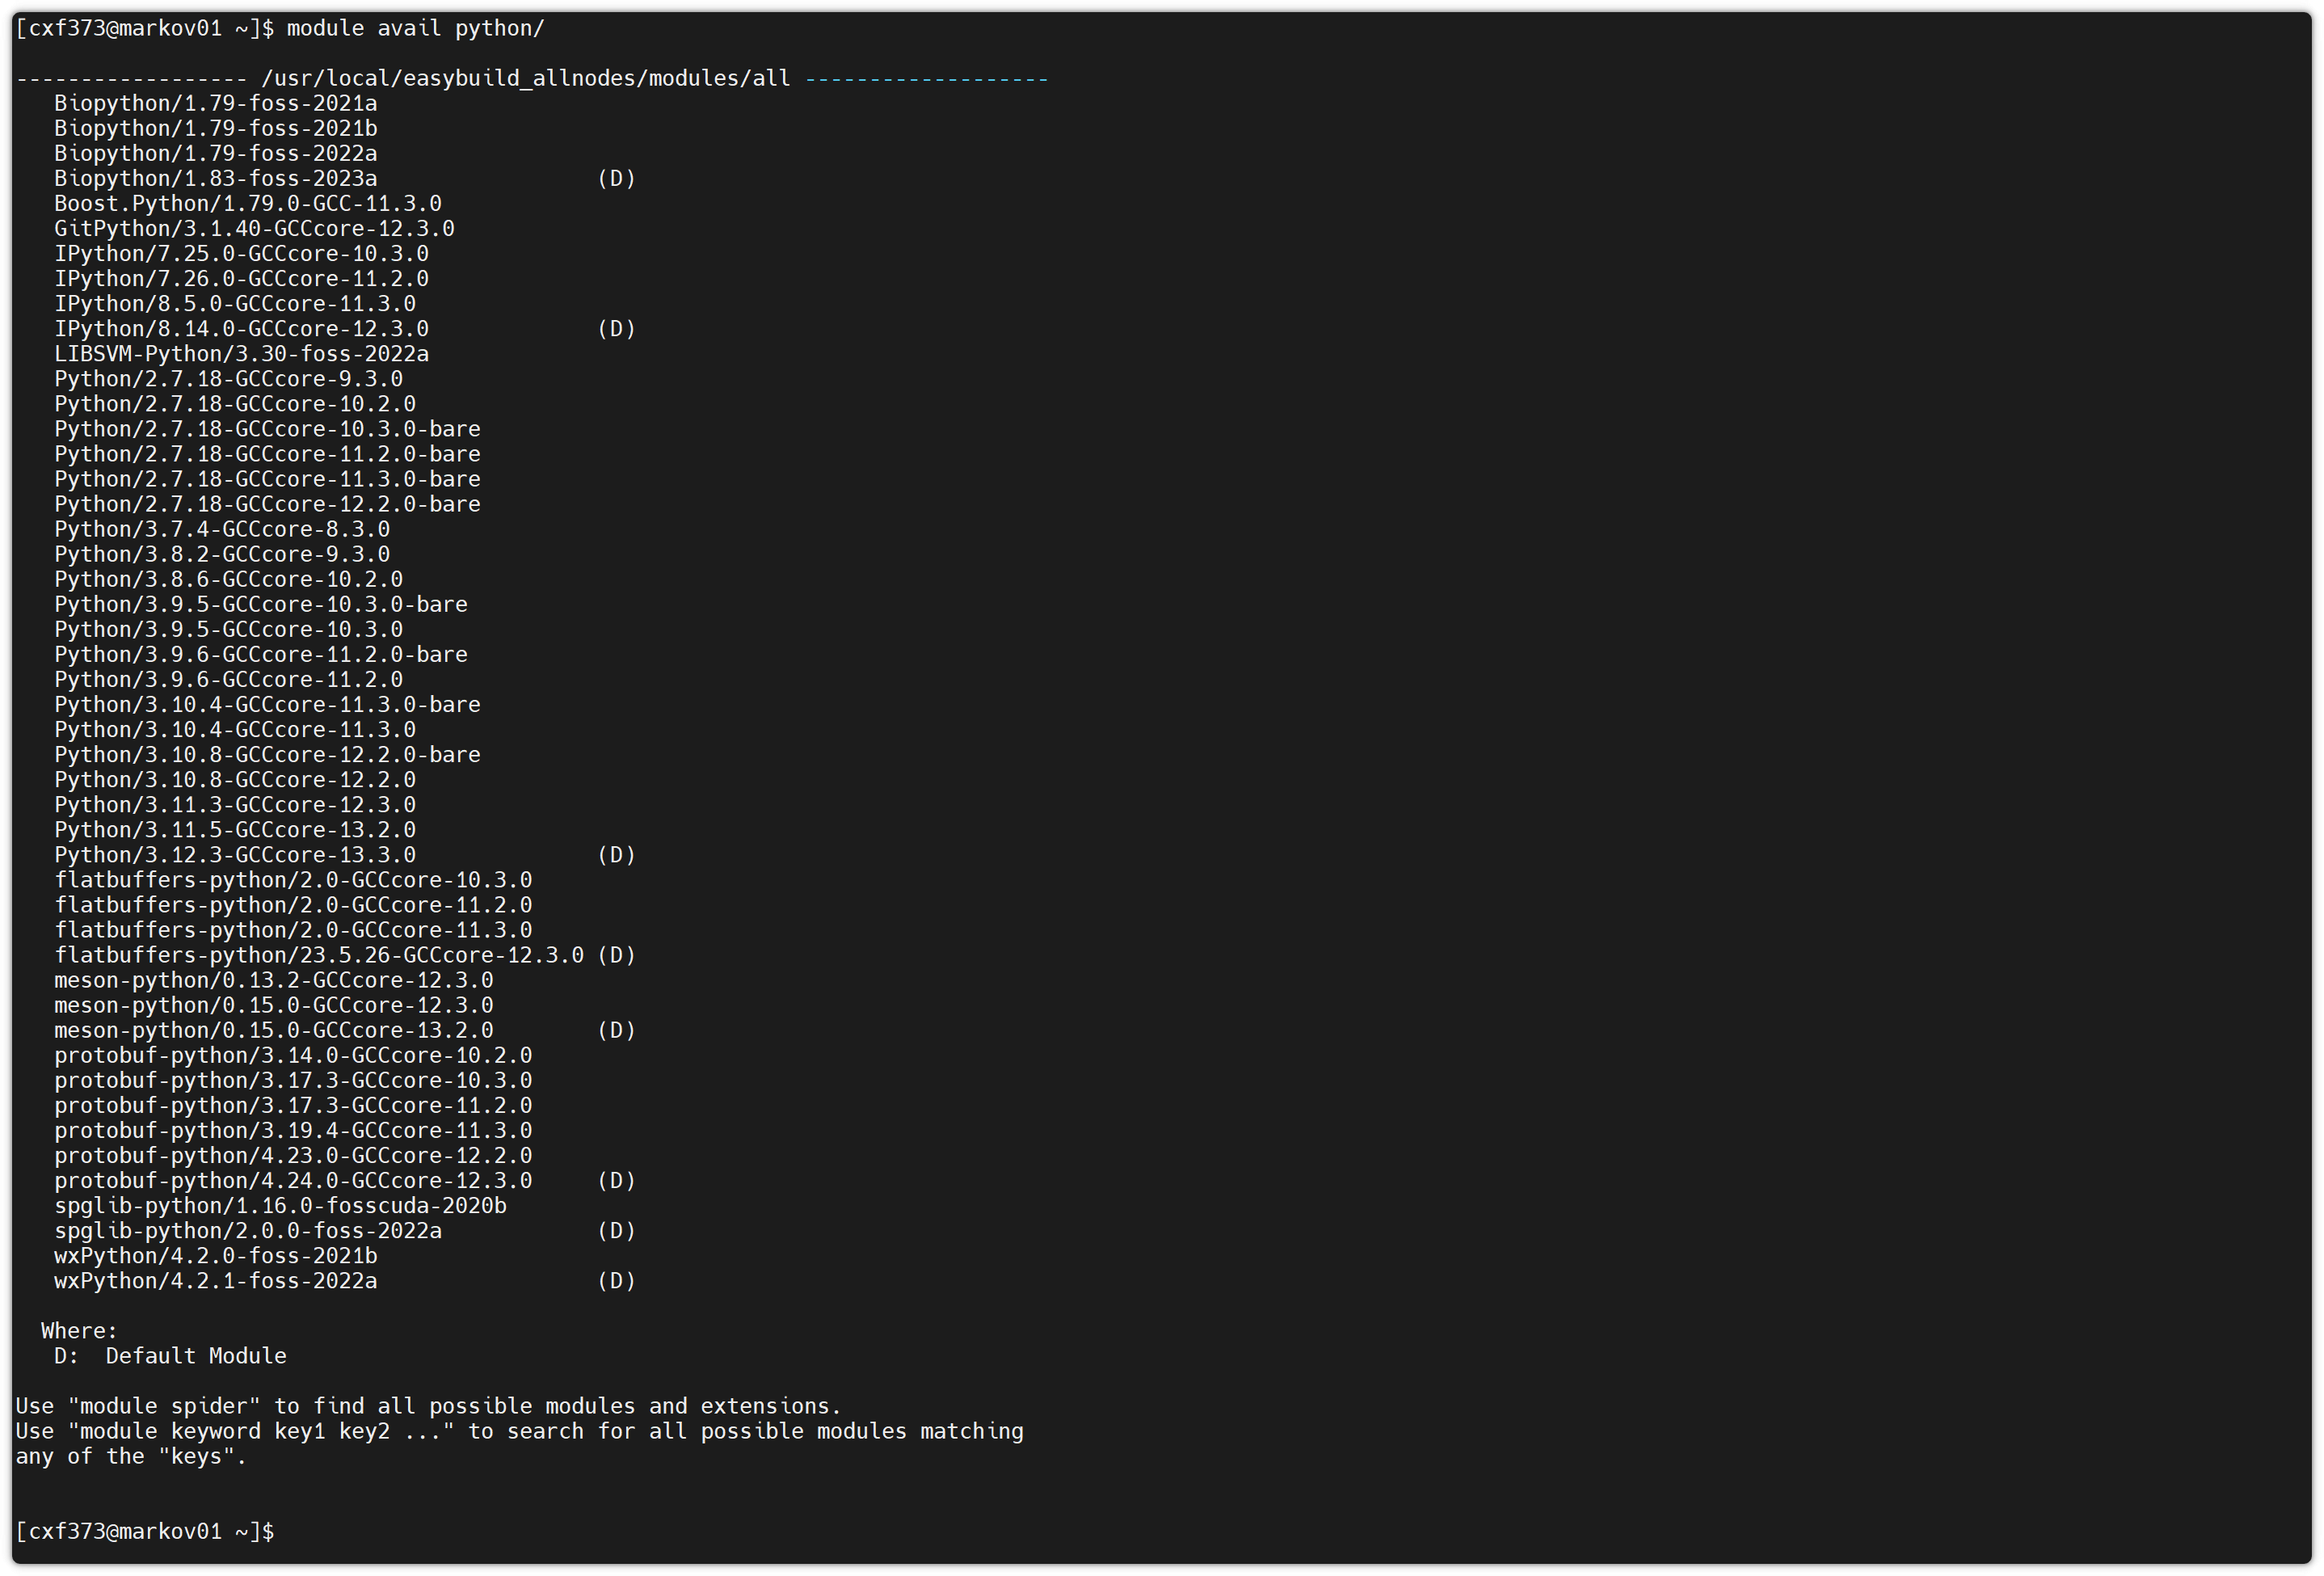 [cxf373@markov01 ~]$ module avail python/
------------------ /usr/local/easybuild_allnodes/modules/all -------------------
Biopython/1.79-foss-2021a
Biopython/1.79-foss-2021b
Biopython/1.79-foss-2022a
Biopython/1.83-foss-2023a (D)
Boost.Python/1.79.0-GCC-11.3.0
GitPython/3.1.40-GCCcore-12.3.0
IPython/7.25.0-GCCcore-10.3.0
IPython/7.26.0-GCCcore-11.2.0
IPython/8.5.0-GCCcore-11.3.0
IPython/8.14.0-GCCcore-12.3.0 (D)
LIBSVM-Python/3.30-foss-2022a
Python/2.7.18-GCCcore-9.3.0
Python/2.7.18-GCCcore-10.2.0
Python/2.7.18-GCCcore-10.3.0-bare
Python/2.7.18-GCCcore-11.2.0-bare
Python/2.7.18-GCCcore-11.3.0-bare
Python/2.7.18-GCCcore-12.2.0-bare
Python/3.7.4-GCCcore-8.3.0
Python/3.8.2-GCCcore-9.3.0
Python/3.8.6-GCCcore-10.2.0
Python/3.9.5-GCCcore-10.3.0-bare
Python/3.9.5-GCCcore-10.3.0
Python/3.9.6-GCCcore-11.2.0-bare
Python/3.9.6-GCCcore-11.2.0
Python/3.10.4-GCCcore-11.3.0-bare
Python/3.10.4-GCCcore-11.3.0
Python/3.10.8-GCCcore-12.2.0-bare
Python/3.10.8-GCCcore-12.2.0
Python/3.11.3-GCCcore-12.3.0
Python/3.11.5-GCCcore-13.2.0
Python/3.12.3-GCCcore-13.3.0 (D)
flatbuffers-python/2.0-GCCcore-10.3.0
flatbuffers-python/2.0-GCCcore-11.2.0
flatbuffers-python/2.0-GCCcore-11.3.0
flatbuffers-python/23.5.26-GCCcore-12.3.0 (D)
meson-python/0.13.2-GCCcore-12.3.0
meson-python/0.15.0-GCCcore-12.3.0
meson-python/0.15.0-GCCcore-13.2.0 (D)
protobuf-python/3.14.0-GCCcore-10.2.0
protobuf-python/3.17.3-GCCcore-10.3.0
protobuf-python/3.17.3-GCCcore-11.2.0
protobuf-python/3.19.4-GCCcore-11.3.0
protobuf-python/4.23.0-GCCcore-12.2.0
protobuf-python/4.24.0-GCCcore-12.3.0 (D)
spglib-python/1.16.0-fosscuda-2020b
spglib-python/2.0.0-foss-2022a (D)
wxPython/4.2.0-foss-2021b
wxPython/4.2.1-foss-2022a (D)
Where:
D: Default Module
Use "module spider" to find all possible modules and extensions.
Use "module keyword key1 key2 ..." to search for all possible modules matching
any of the "keys".
[cxf373@markov01 ~]$